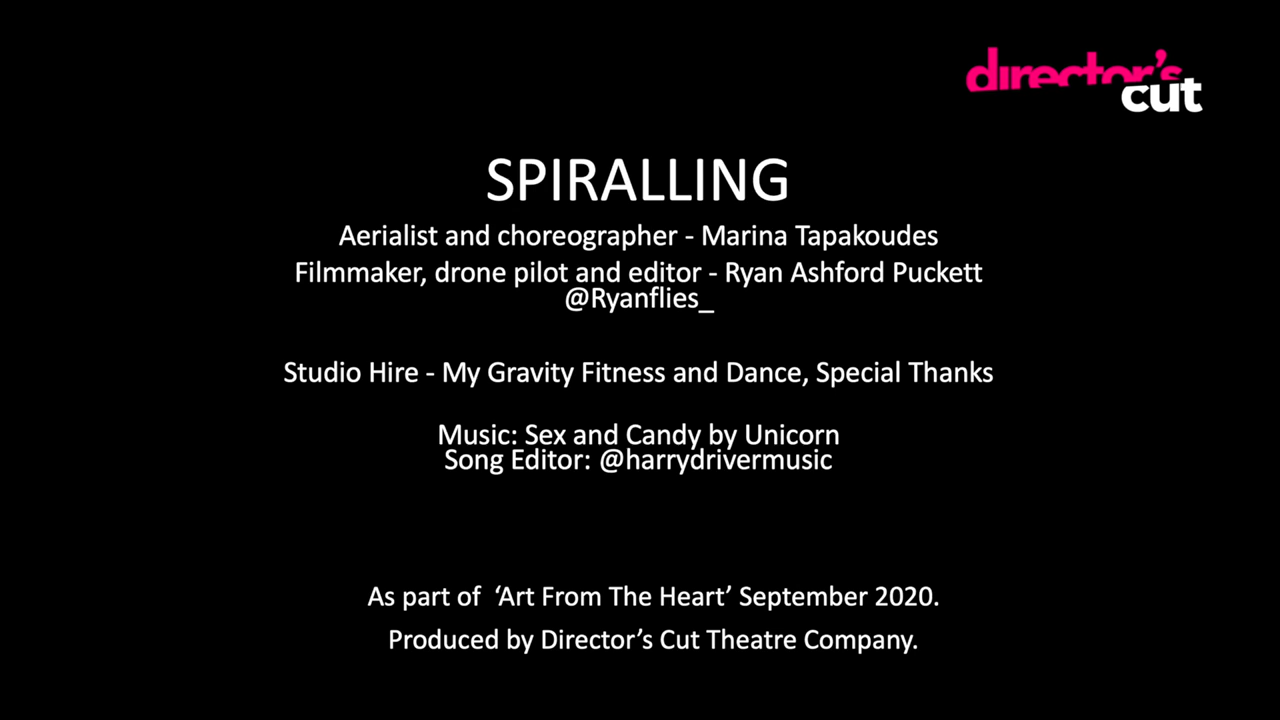 director's
cut
SPIRALLING
Aerialist and choreographer - Marina Tapakoudes
Filmmaker, drone pilot and editor - Ryan Ashford Puckett
@Ryanflies_
Studio Hire - My Gravity Fitness and Dance, Special Thanks
Music: Sex and Candy by Unicorn
Song Editor: @harrydrivermusic
As part of  ‘Art From The Heart’ September 2020.
Produced by Director’s Cut Theatre Company.